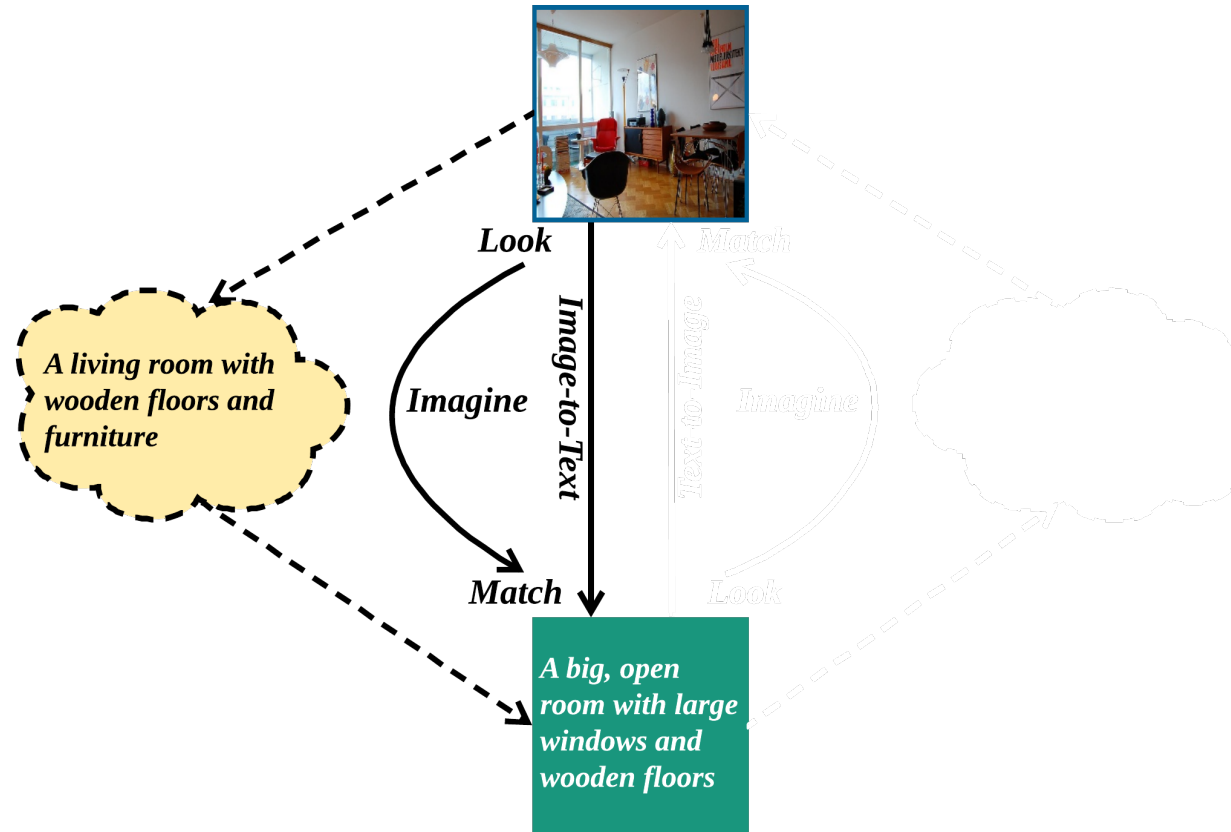 Look
Match
Image-to-Text
Text to Image
A living room with
wooden floors and
furniture
Imagine
Imagine
Match
Look
A big, open
room with large
windows and
wooden floors